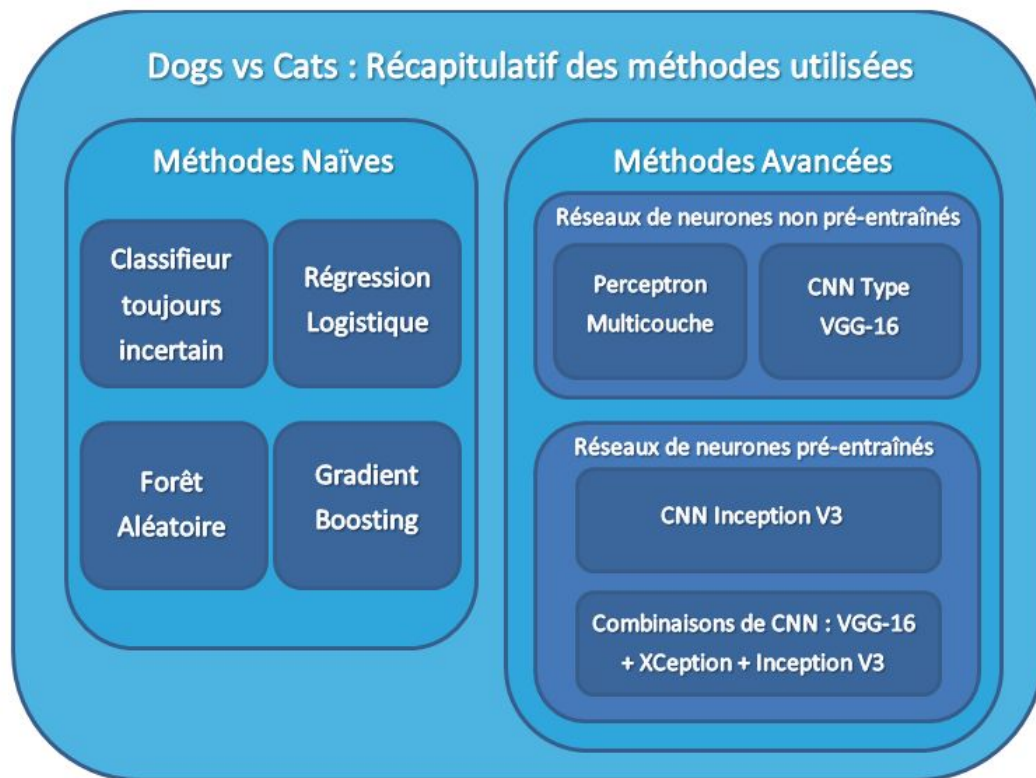 Dogs vs Cats : Récapitulatif des méthodes utilisées
Méthodes Naïves
Classifieur
toujours
incertain
Régression
Logistique
Forêt
Aléatoire
Gradient
Boosting
Méthodes Avancées
Réseaux de neurones non pré-entraînés
Perceptron
Multicouche
CNN Type
VGG-16
Réseaux de neurones pré-entraînés
CNN Inception V3
Combinaisons de CNN : VGG-16
+ XCeption + Inception V3